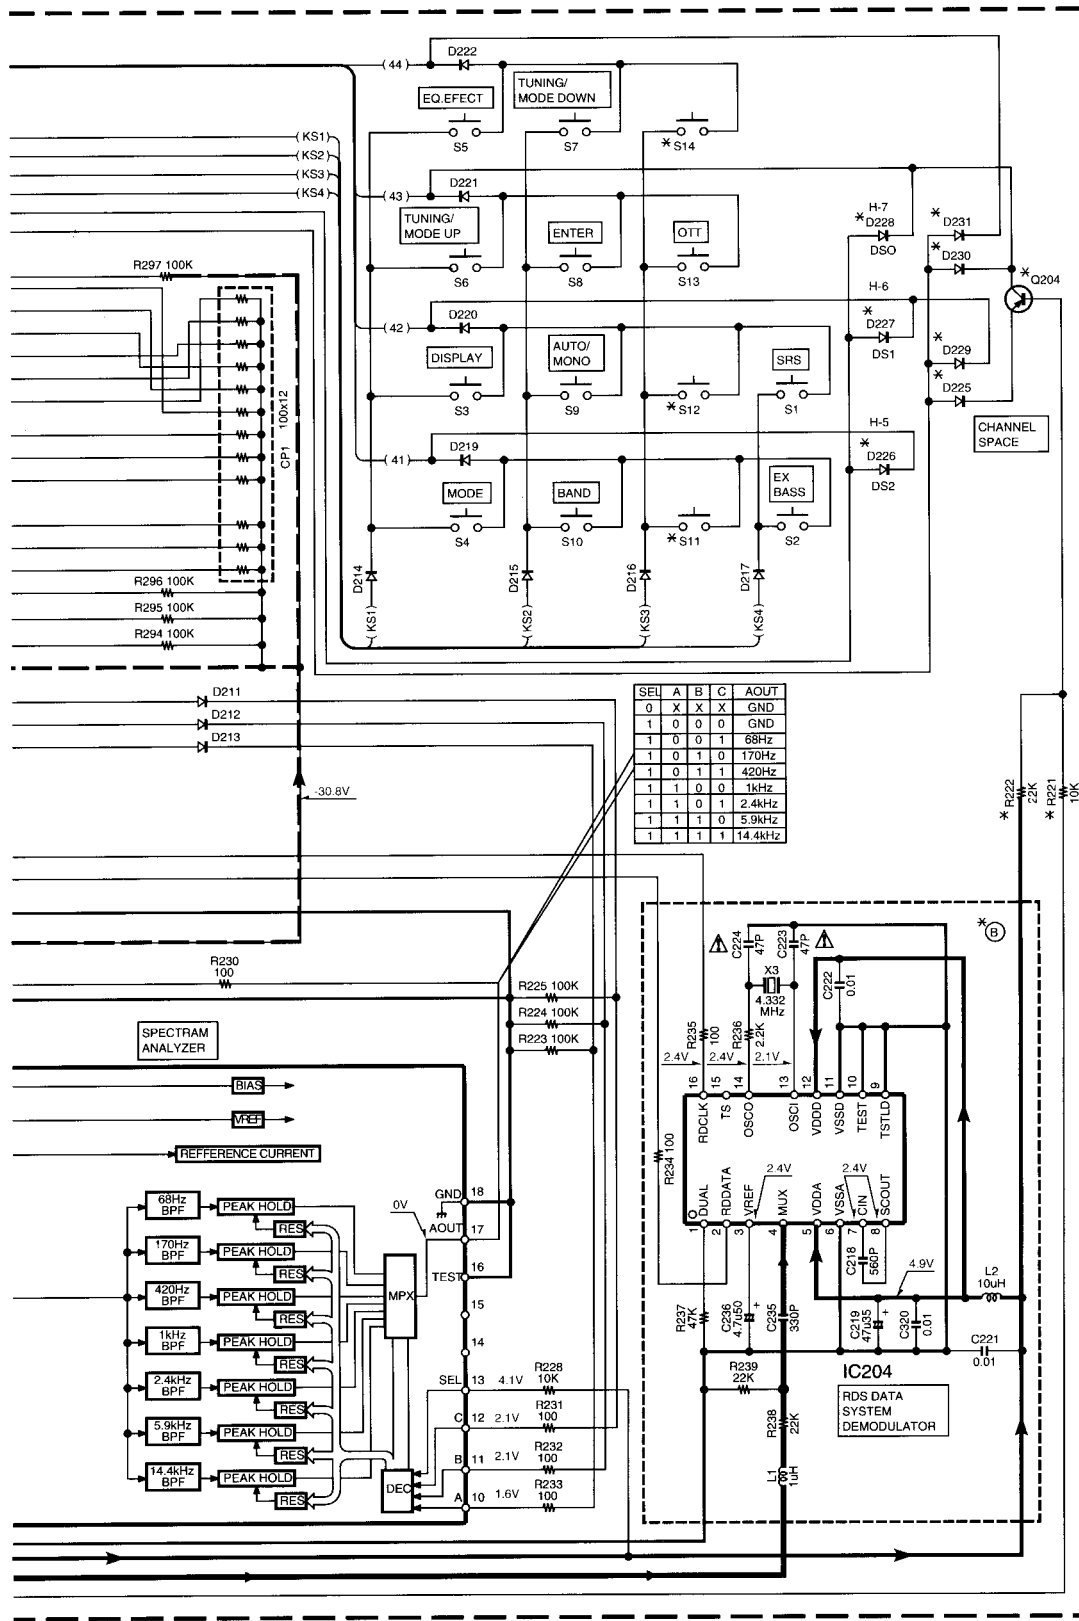 (44)
D222
EQ.EFECT
TUNING/
MODE DOWN
S5
S7
* S14
(KS1)
(KS2)
(KS3)
(KS4)
(43)
D221
TUNING/
MODE UP
ENTER
OTT
S6
S8
S13
H-7
* D228
DSO
* D231
* D230
* Q204
R297 100K
(42)
D220
DISPLAY
AUTO/
MONO
SRS
S3
S9
* S12
S1
H-6
* D227
DS1
* D229
* D225
CHANNEL
SPACE
CP1 100x12
(41)
D219
MODE
BAND
EX
BASS
S4
S10
* S11
S2
H-5
* D226
DS2
D214
D215
D216
D217
(KS1)
(KS2)
(KS3)
(KS4)
R296 100K
R295 100K
R294 100K
D211
D212
D213
-30.8V
SEL A B C AOUT
0 X X X GND
1 0 0 0 GND
1 0 0 1 68Hz
1 0 1 0 170Hz
1 0 1 1 420Hz
1 1 0 0 1kHz
1 1 0 1 2.4kHz
1 1 1 0 5.9kHz
1 1 1 1 14.4kHz
* R222
22K
* R221
10K
* B
R230
100
R225 100K
R224 100K
R223 100K
C224
47P
C223
47P
X3
4.332
MHz
C222
0.01
R235
100
R236
2.2K
2.4V
2.4V
2.1V
16 15 14 13 12 11 10 9
RDCLK
TS
OSCO
OSCI
VDDD
VSSD
TEST
TSTLD
R234 100
2.4V
2.4V
DUAL
RDDATA
VREF
MUX
VDDA
VSSA
CIN
SCOUT
1 2 3 4 5 6 7 8
C218
560P
4.9V
L2
10uH
R237
47K
C236
4.7u50
+
C235
330P
C219
47u35
+
C320
0.01
C221
0.01
IC204
RDS DATA
SYSTEM
DEMODULATOR
R239
22K
R238
22K
L1
1uH
SPECTRAM
ANALYZER
BIAS
VREF
REFFERENCE CURRENT
68Hz
BPF
PEAK HOLD
RES
170Hz
BPF
PEAK HOLD
RES
420Hz
BPF
PEAK HOLD
RES
1kHz
BPF
PEAK HOLD
RES
2.4kHz
BPF
PEAK HOLD
RES
5.9kHz
BPF
PEAK HOLD
RES
14.4kHz
BPF
PEAK HOLD
RES
MPX
DEC
0V
GND 18
AOUT 17
TEST 16
15
14
SEL 13 4.1V
R228
10K
C 12 2.1V
R231
100
B 11 2.1V
R232
100
A 10 1.6V
R233
100